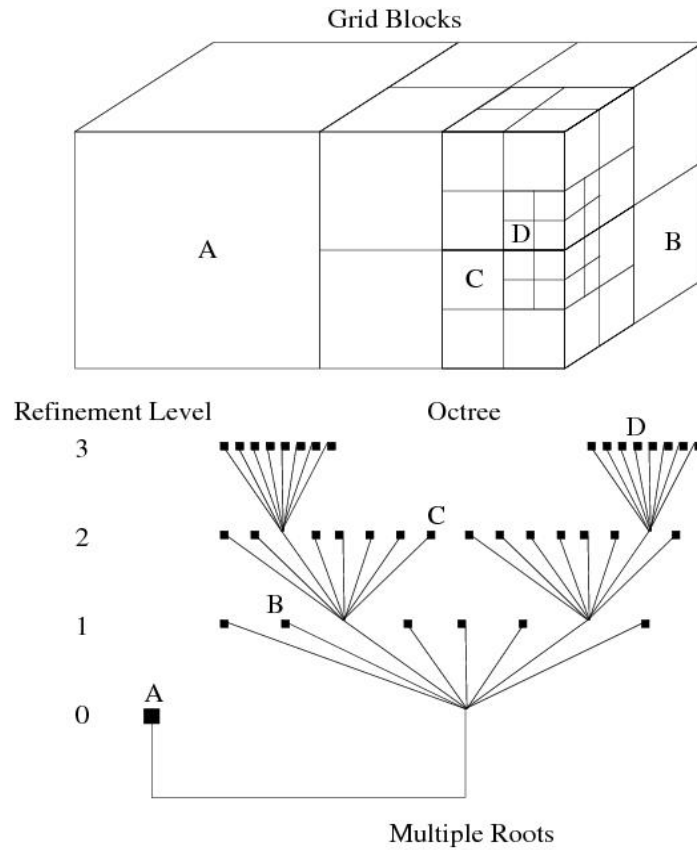 Grid Blocks
A
B
C
D
Refinement Level
Octree
D
3
2
C
B
1
A
0
Multiple Roots